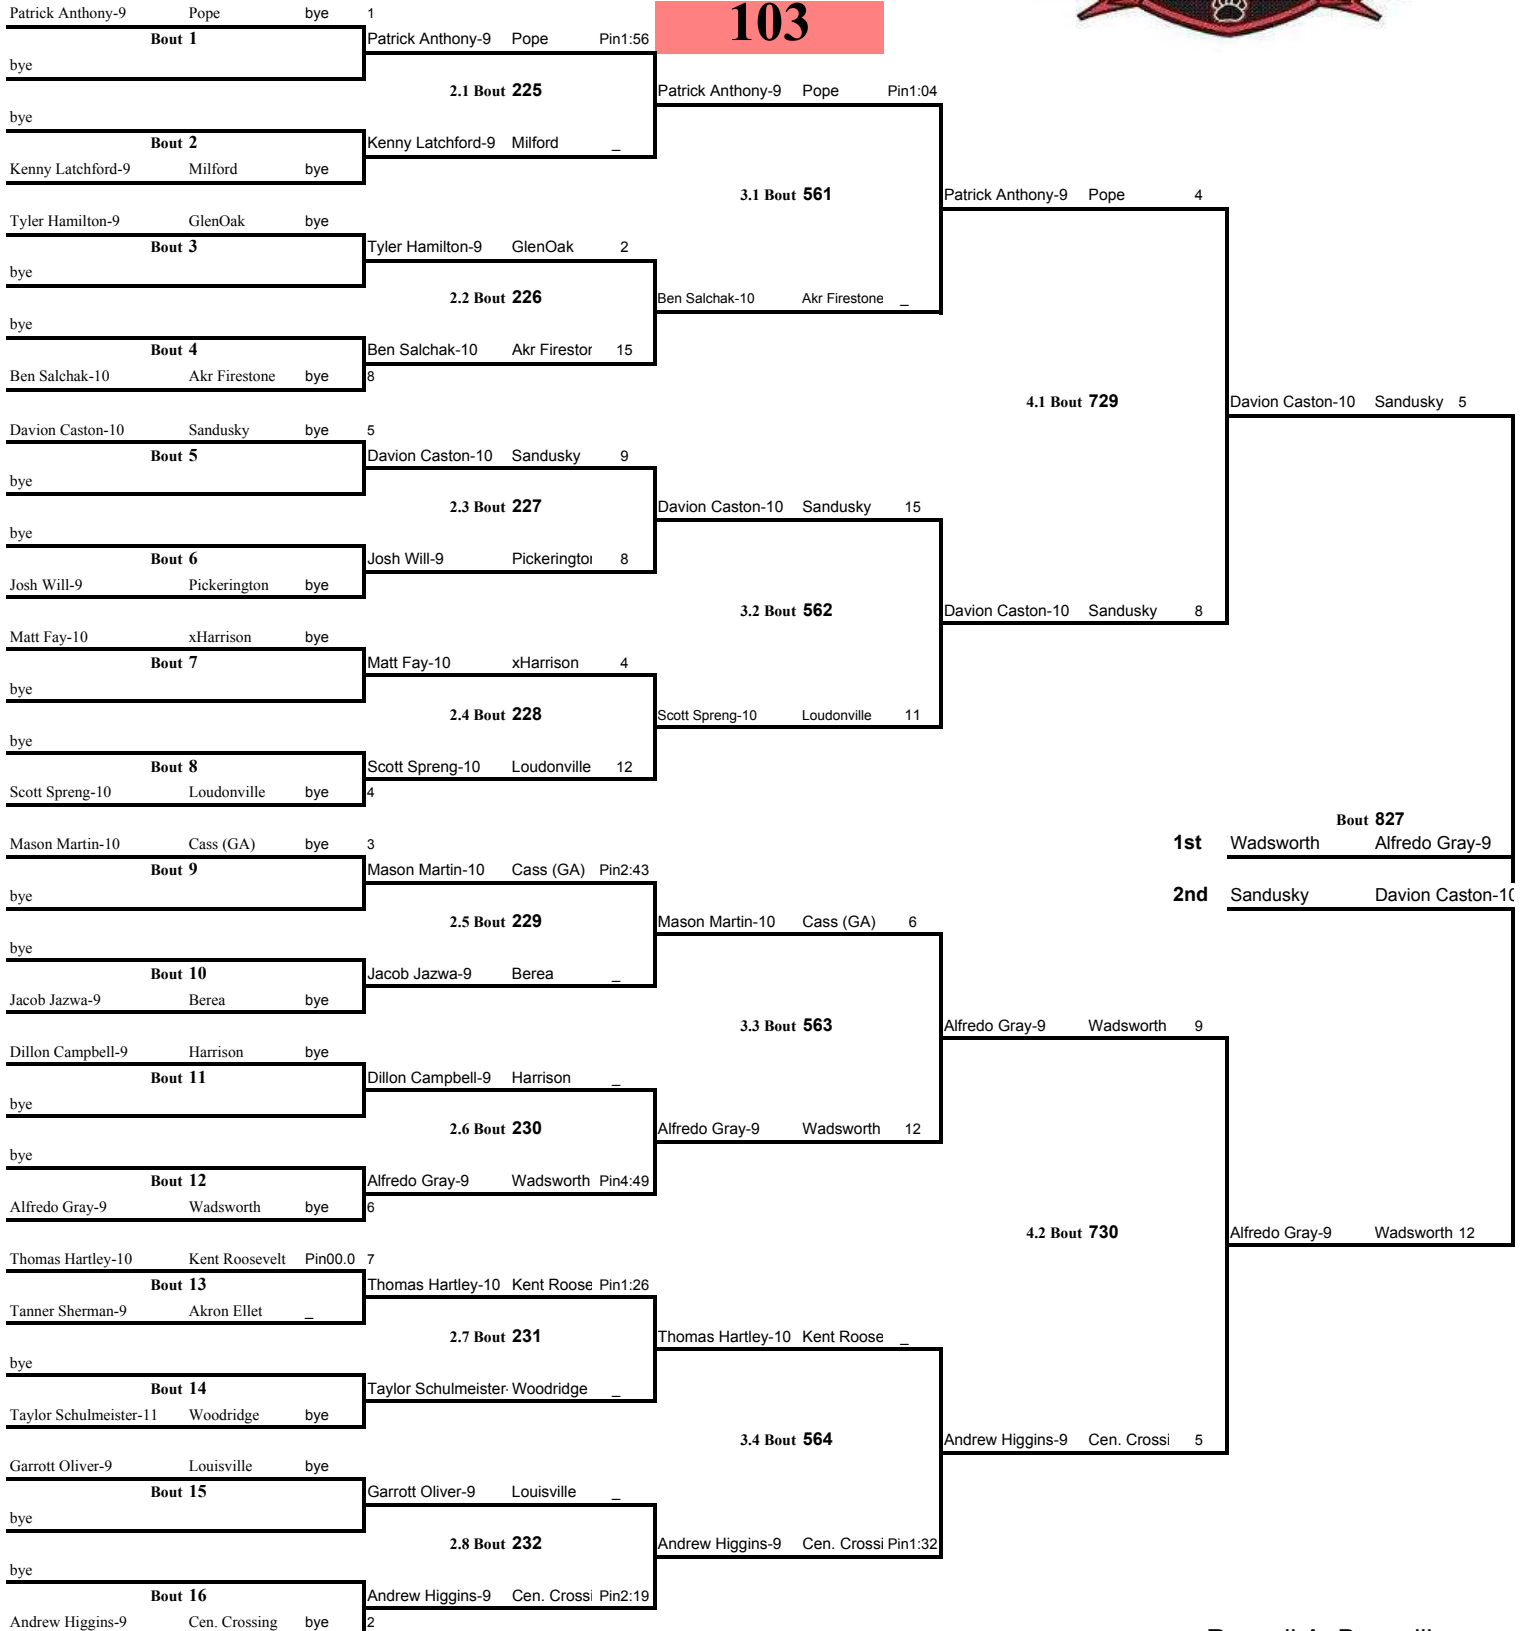 Patrick Anthony-9 Pope bye 1
103
Bout 1 Patrick Anthony-9 Pope Pin1:56
bye
2.1 Bout 225 Patrick Anthony-9 Pope Pin1:04
bye
Bout 2 Kenny Latchford-9 Milford _
Kenny Latchford-9 Milford bye
3.1 Bout 561 Patrick Anthony-9 Pope 4
Tyler Hamilton-9 GlenOak bye
Bout 3 Tyler Hamilton-9 GlenOak 2
bye
2.2 Bout 226 Ben Salchak-10 Akr Firestone _
bye
Bout 4 Ben Salchak-10 Akr Firestor 15
Ben Salchak-10 Akr Firestone bye 8
4.1 Bout 729 Davion Caston-10 Sandusky 5
Davion Caston-10 Sandusky bye 5
Bout 5 Davion Caston-10 Sandusky 9
bye
2.3 Bout 227 Davion Caston-10 Sandusky 15
bye
Bout 6 Josh Will-9 Pickeringto 8
Josh Will-9 Pickerington bye
3.2 Bout 562 Davion Caston-10 Sandusky 8
Matt Fay-10 xHarrison bye
Bout 7 Matt Fay-10 xHarrison 4
bye
2.4 Bout 228 Scott Spreng-10 Loudonville 11
bye
Bout 8 Scott Spreng-10 Loudonville 12
Scott Spreng-10 Loudonville bye 4
Bout 827
Mason Martin-10 Cass (GA) bye 3 1st Wadsworth Alfredo Gray-9
Bout 9 Mason Martin-10 Cass (GA) Pin2:43
bye 2nd Sandusky Davion Caston-10
2.5 Bout 229 Mason Martin-10 Cass (GA) 6
bye
Bout 10 Jacob Jazwa-9 Berea _
Jacob Jazwa-9 Berea bye
3.3 Bout 563 Alfredo Gray-9 Wadsworth 9
Dillon Campbell-9 Harrison bye
Bout 11 Dillon Campbell-9 Harrison _
bye
2.6 Bout 230 Alfredo Gray-9 Wadsworth 12
bye
Bout 12 Alfredo Gray-9 Wadsworth Pin4:49
Alfredo Gray-9 Wadsworth bye 6
4.2 Bout 730 Alfredo Gray-9 Wadsworth 12
Thomas Hartley-10 Kent Roosevelt Pin00.0 7
Bout 13 Thomas Hartley-10 Kent Roose Pin1:26
Tanner Sherman-9 Akron Ellet _
2.7 Bout 231 Thomas Hartley-10 Kent Roose _
bye
Bout 14 Taylor Schulmeister- Woodridge _
Taylor Schulmeister-11 Woodridge bye
3.4 Bout 564 Andrew Higgins-9 Cen. Crossi 5
Garrott Oliver-9 Louisville bye
Bout 15 Garrott Oliver-9 Louisville _
bye
2.8 Bout 232 Andrew Higgins-9 Cen. Crossi Pin1:32
bye
Bout 16 Andrew Higgins-9 Cen. Crossi Pin2:19
Andrew Higgins-9 Cen. Crossing bye 2